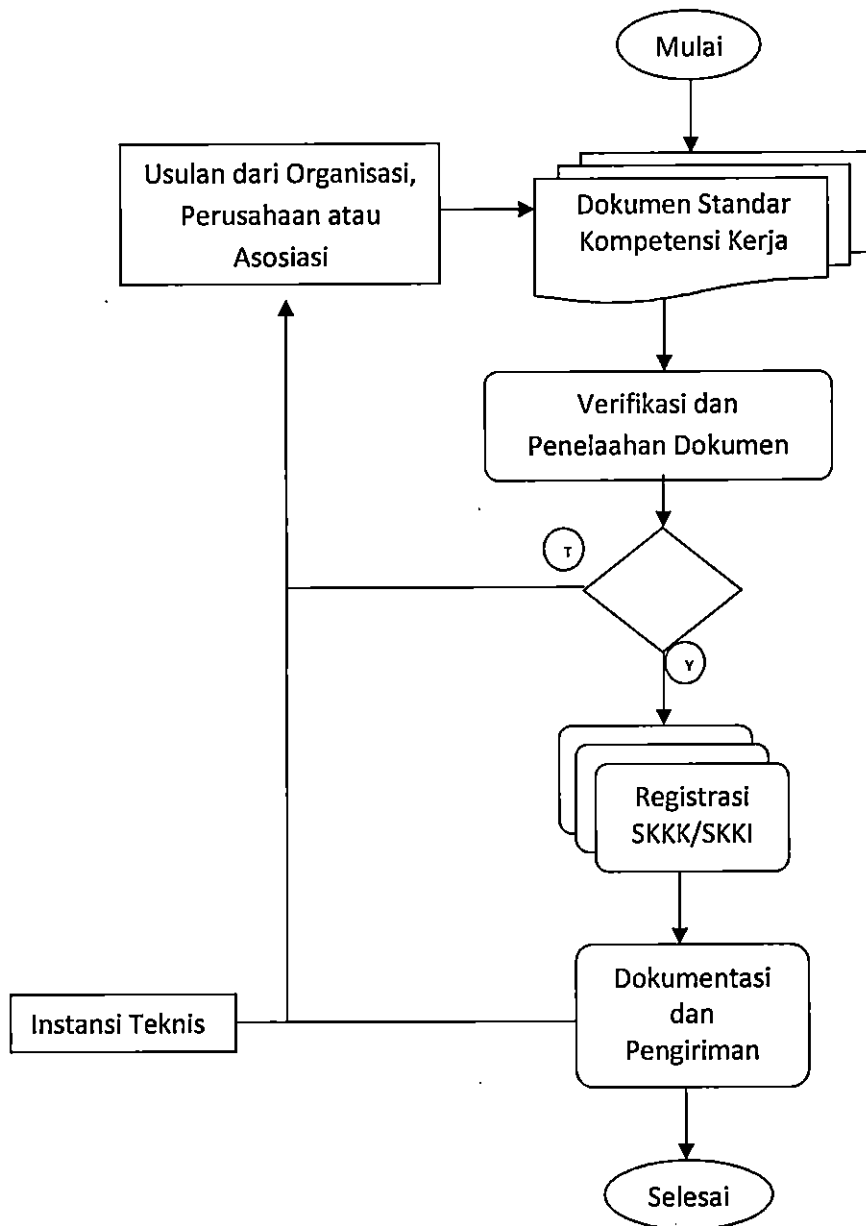 Mulai
Usulan dari Organisasi,
Perusahaan atau
Asosiasi
Dokumen Standar
Kompetensi Kerja
Verifikasi dan
Penelaahan Dokumen
T
Y
Registrasi
SKKK/SKKI
Dokumentasi
dan
Pengiriman
Instansi Teknis
Selesai